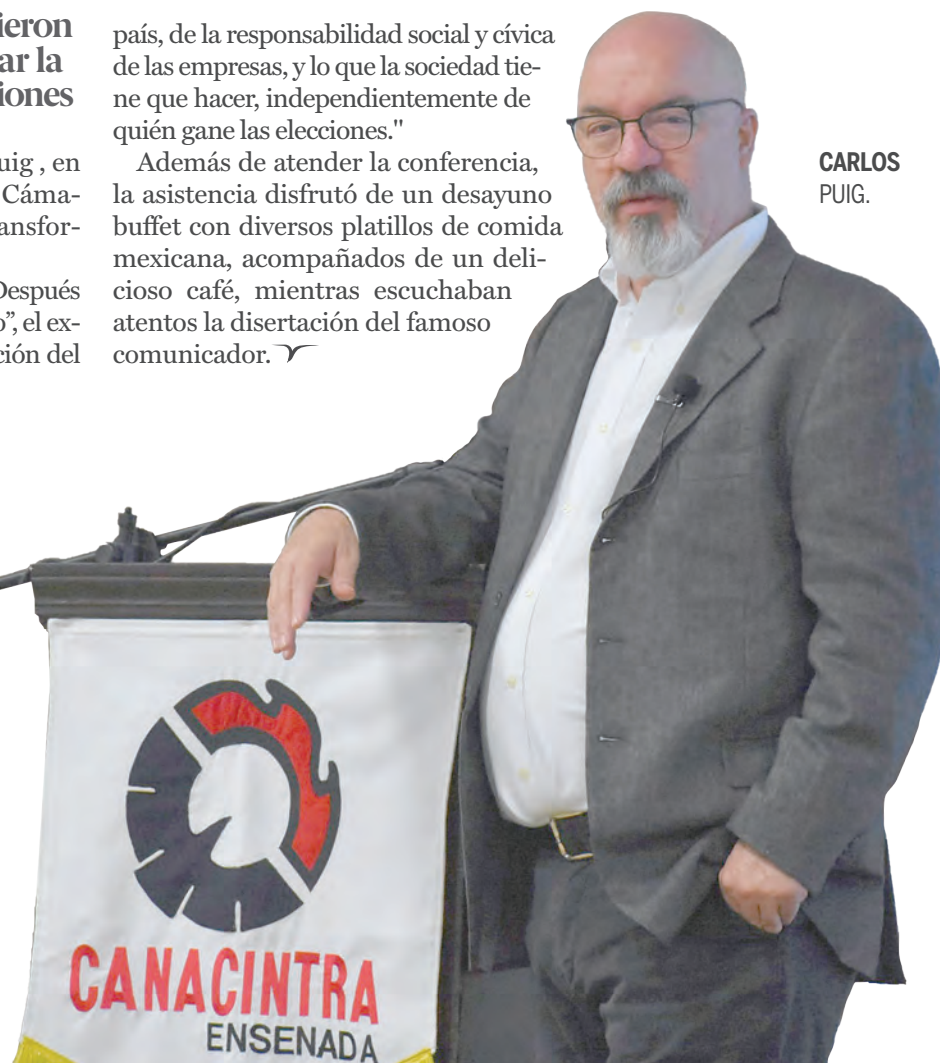 ieron
ar la
iones
uig , en
Cáma-
ansfor-
Después
o”, el ex-
ción del
país, de la responsabilidad social y cívica
de las empresas, y lo que la sociedad tie-
ne que hacer, independientemente de
quién gane las elecciones."
Además de atender la conferencia,
la asistencia disfrutó de un desayuno
buffet con diversos platillos de comida
mexicana, acompañados de un deli-
cioso café, mientras escuchaban
atentos la disertación del famoso
comunicador.
CARLOS
PUIG.
CANACINTRA
ENSENADA